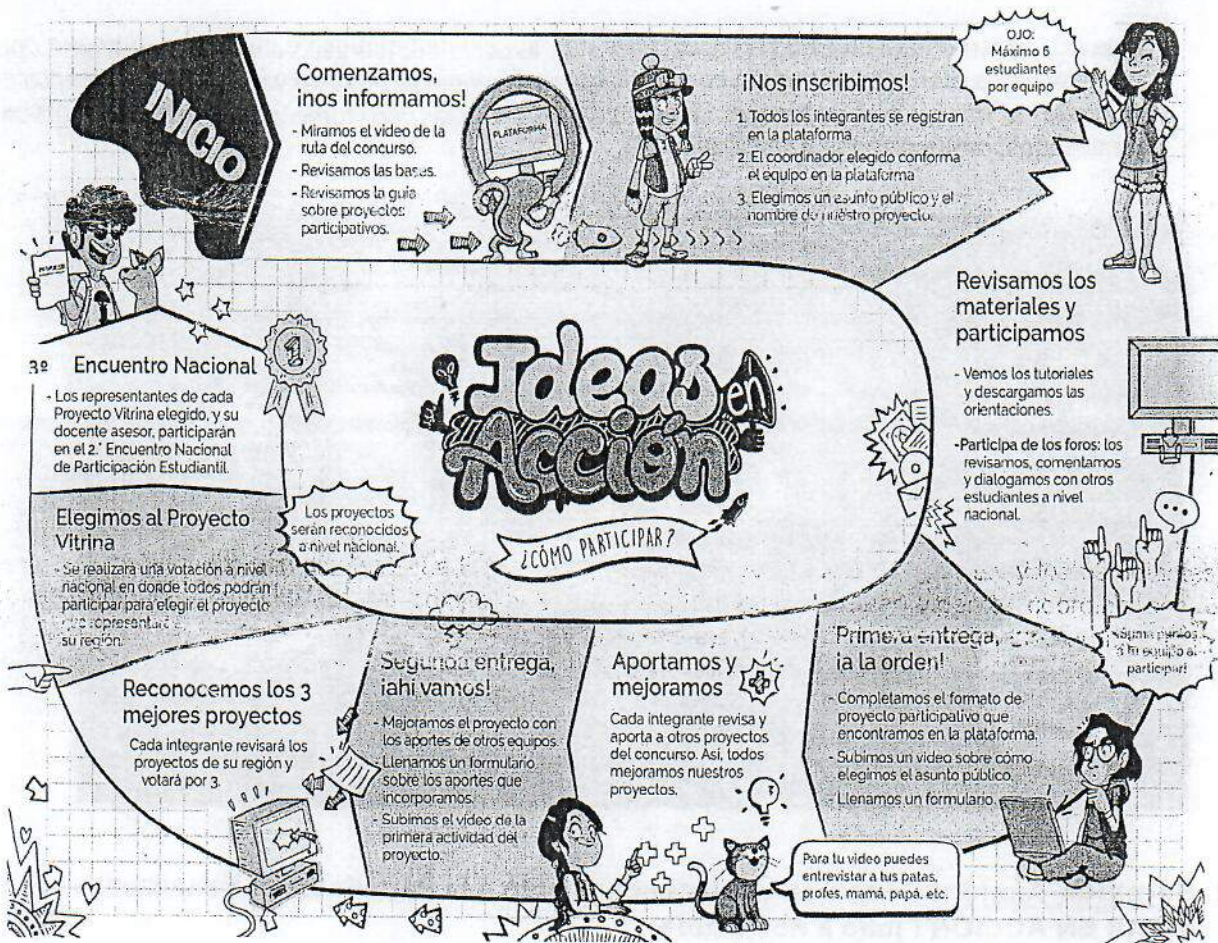 INICIO
Comenzamos,
¡nos informamos!
- Miramos el video de la
ruta del concurso.
- Revisamos las bases.
- Revisamos la guía
sobre proyectos
participativos.
PLATAFORMA
¡Nos inscribimos!
1. Todos los integrantes se registran
en la plataforma
2. El coordinador elegido conforma
el equipo en la plataforma
3. Elegimos un asunto público y el
nombre de nuestro proyecto.
OJO:
Máximo 6
estudiantes
por equipo
Revisamos los
materiales y
participamos
- Vemos los tutoriales
y descargamos las
orientaciones.
- Participa de los foros: los
revisamos, comentamos
y dialogamos con otros
estudiantes a nivel
nacional.
¡Suma puntos
a tu equipo al
participar!
Primera entrega,
¡a la orden!
- Completamos el formato de
proyecto participativo que
encontramos en la plataforma.
- Subimos un video sobre cómo
elegimos el asunto público.
- Llenamos un formulario.
Para tu video puedes
entrevistar a tus patas,
profes, mamá, papá, etc.
Aportamos y
mejoramos
Cada integrante revisa y
aporta a otros proyectos
del concurso. Así, todos
mejoramos nuestros
proyectos.
Segunda entrega,
¡ahí vamos!
- Mejoramos el proyecto con
los aportes de otros equipos.
- Llenamos un formulario
sobre los aportes que
incorporamos.
- Subimos el video de la
primera actividad del
proyecto.
Reconocemos los 3
mejores proyectos
Cada integrante revisará los
proyectos de su región y
votará por 3.
Elegimos al Proyecto
Vitrina
- Se realizara una votación a nivel
nacional en donde todos podrán
participar para elegir el proyecto
que representará a
su región.
Los proyectos
serán reconocidos
a nivel nacional.
3º Encuentro Nacional
- Los representantes de cada
Proyecto Vitrina elegido, y su
docente asesor, participarán
en el 2.° Encuentro Nacional
de Participación Estudiantil.
1
Ideas en
Acción
¿CÓMO PARTICIPAR?